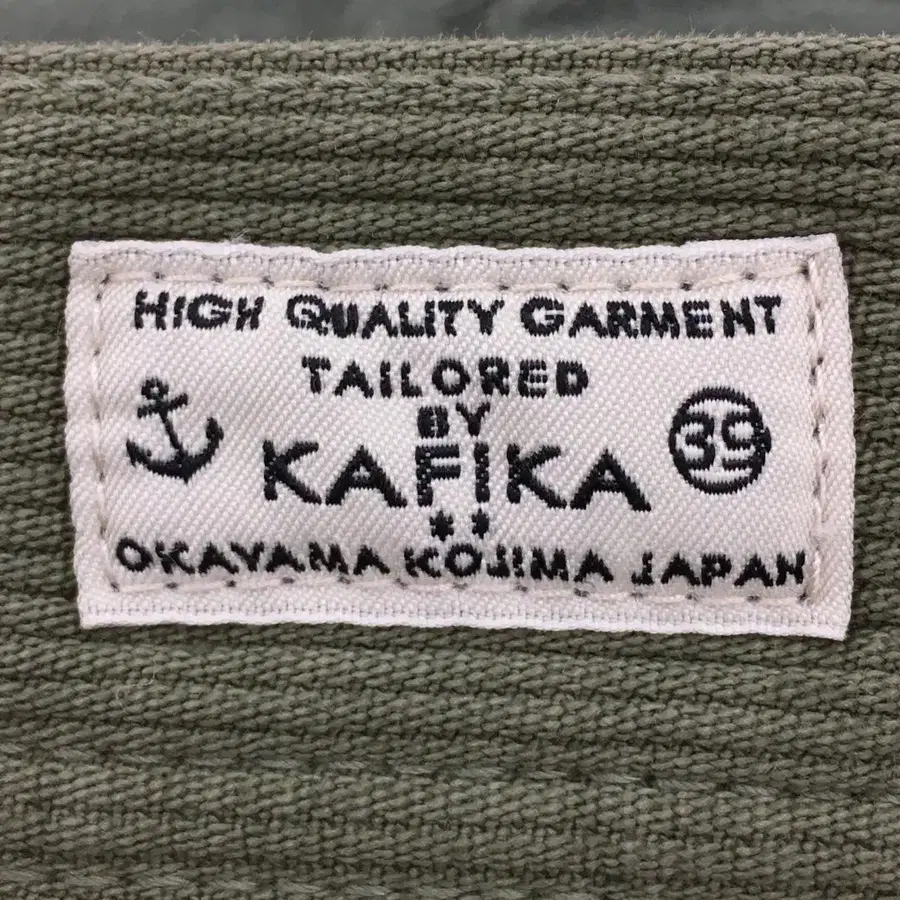 HIGH QUALITY GARMENT
TAILORED
BY
KAFIKA
39
OKAYAMA KOJIMA JAPAN